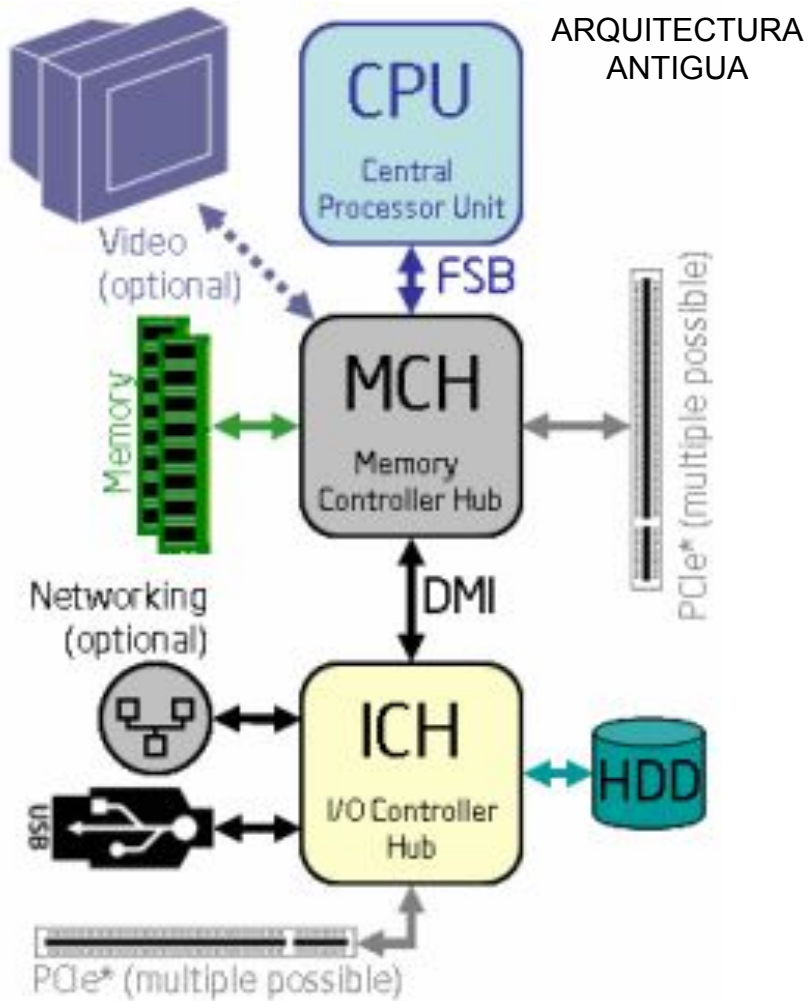 ARQUITECTURA
ANTIGUA
CPU
Central
Processor Unit
Video
(optional)
FSB
Memory
MCH
Memory
Controller Hub
PCIe* (multiple possible)
DMI
Networking
(optional)
ICH
I/O Controller
Hub
HDD
USB
PCIe* (multiple possible)